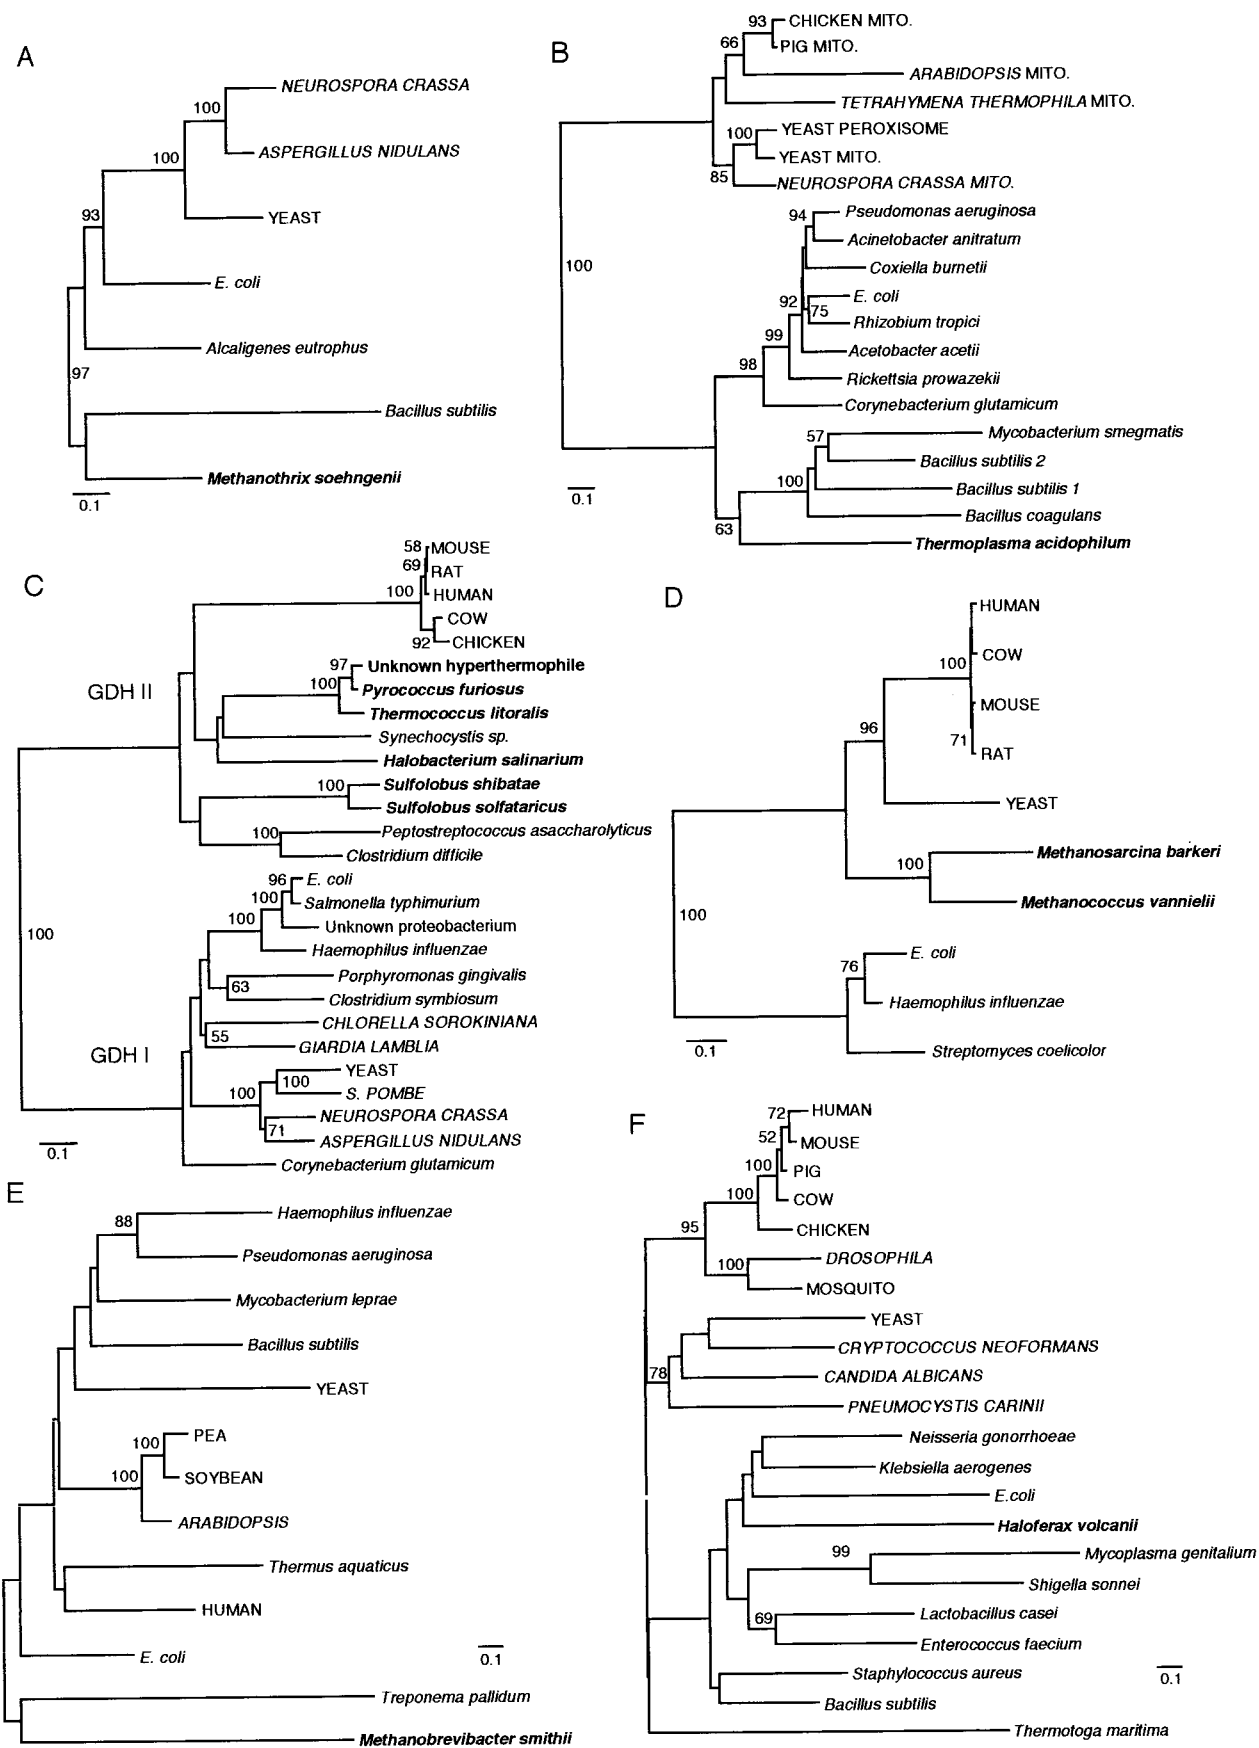 A
NEUROSPORA CRASSA
100
ASPERGILLUS NIDULANS
100
YEAST
93
E. coli
Alcaligenes eutrophus
97
Bacillus subtilis
Methanothrix soehngenii
0.1
B
93
CHICKEN MITO.
PIG MITO.
66
ARABIDOPSIS MITO.
TETRAHYMENA THERMOPHILA MITO.
YEAST PEROXISOME
100
YEAST MITO.
85
NEUROSPORA CRASSA MITO.
94
Pseudomonas aeruginosa
Acinetobacter anitratum
Coxiella burnetii
100
E. coli
92
75
Rhizobium tropici
99
Acetobacter acetii
98
Rickettsia prowazekii
Corynebacterium glutamicum
57
Mycobacterium smegmatis
Bacillus subtilis 2
100
Bacillus subtilis 1
Bacillus coagulans
63
Thermoplasma acidophilum
0.1
C
58
MOUSE
69
RAT
100
HUMAN
COW
92
CHICKEN
97
Unknown hyperthermophile
100
Pyrococcus furiosus
GDH II
Thermococcus litoralis
Synechocystis sp.
Halobacterium salinarium
100
Sulfolobus shibatae
Sulfolobus solfataricus
100
Peptostreptococcus asaccharolyticus
Clostridium difficile
96
E. coli
100
Salmonella typhimurium
100
Unknown proteobacterium
100
Haemophilus influenzae
Porphyromonas gingivalis
63
Clostridium symbiosum
CHLORELLA SOROKINIANA
55
GIARDIA LAMBLIA
GDH I
YEAST
100
100
S. POMBE
NEUROSPORA CRASSA
71
ASPERGILLUS NIDULANS
Corynebacterium glutamicum
0.1
D
HUMAN
COW
100
MOUSE
96
71
RAT
YEAST
Methanosarcina barkeri
100
Methanococcus vannielii
100
E. coli
76
Haemophilus influenzae
Streptomyces coelicolor
0.1
E
88
Haemophilus influenzae
Pseudomonas aeruginosa
Mycobacterium leprae
Bacillus subtilis
YEAST
PEA
100
SOYBEAN
100
ARABIDOPSIS
Thermus aquaticus
HUMAN
E. coli
0.1
Treponema pallidum
Methanobrevibacter smithii
F
72
HUMAN
52
MOUSE
100
PIG
100
COW
95
CHICKEN
DROSOPHILA
100
MOSQUITO
YEAST
CRYPTOCOCCUS NEOFORMANS
78
CANDIDA ALBICANS
PNEUMOCYSTIS CARINII
Neisseria gonorrhoeae
Klebsiella aerogenes
E.coli
Haloferax volcanii
99
Mycoplasma genitalium
Shigella sonnei
69
Lactobacillus casei
Enterococcus faecium
Staphylococcus aureus
0.1
Bacillus subtilis
Thermotoga maritima